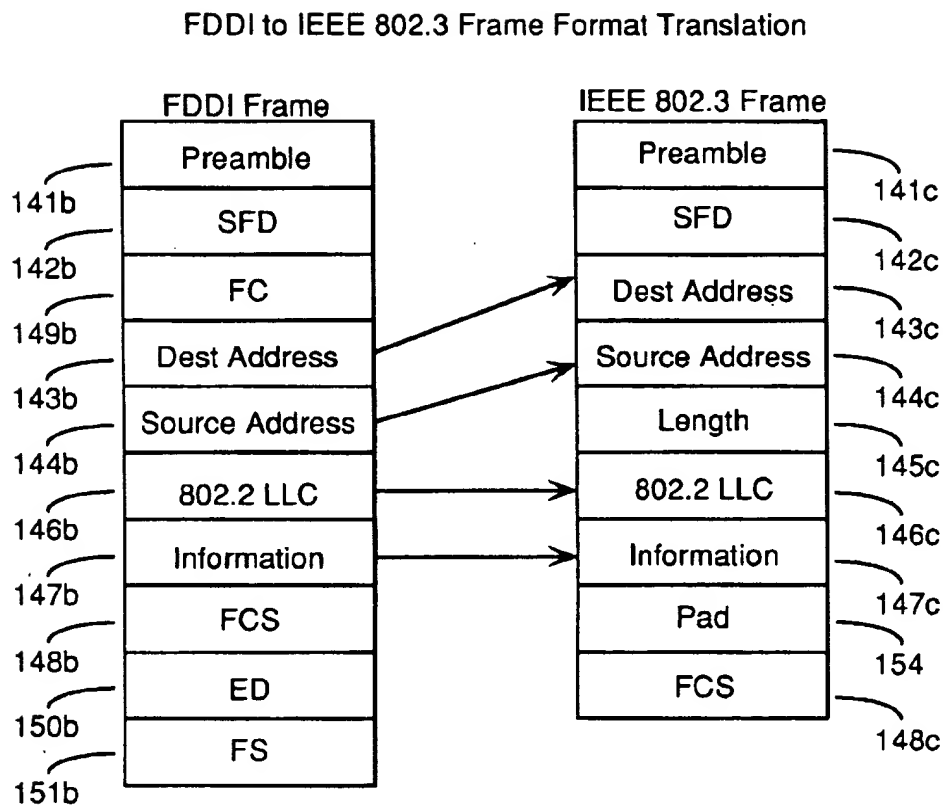 FDDI to IEEE 802.3 Frame Format Translation
FDDI Frame
Preamble
141b
SFD
142b
FC
149b
Dest Address
143b
Source Address
144b
802.2 LLC
146b
Information
147b
FCS
148b
ED
150b
FS
151b
IEEE 802.3 Frame
Preamble
141c
SFD
142c
Dest Address
143c
Source Address
144c
Length
145c
802.2 LLC
146c
Information
147c
Pad
154
FCS
148c